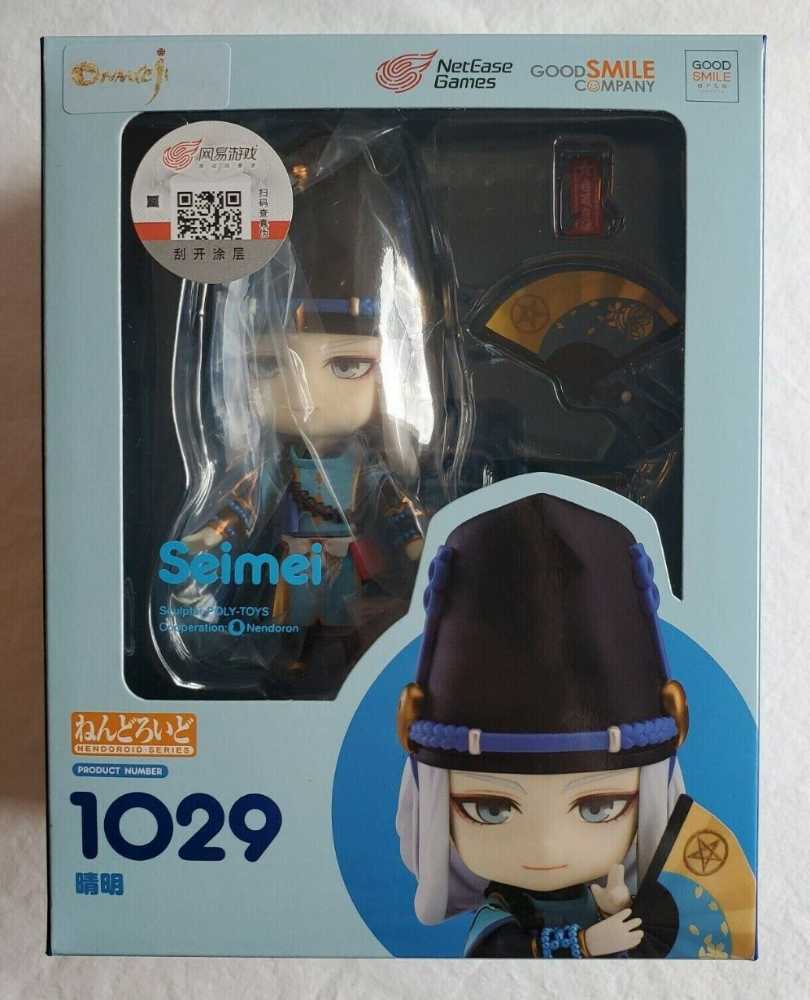 Onmyoji
NetEase
Games
GOODSMILE
COMPANY
GOOD
SMILE
网易游戏
扫码查真伪
刮开涂层
Seimei
Sculptor: POLY-TOYS
Cooperation: Nendoron
ねんどろいど
NENDOROID SERIES
PRODUCT NUMBER
1029
晴明